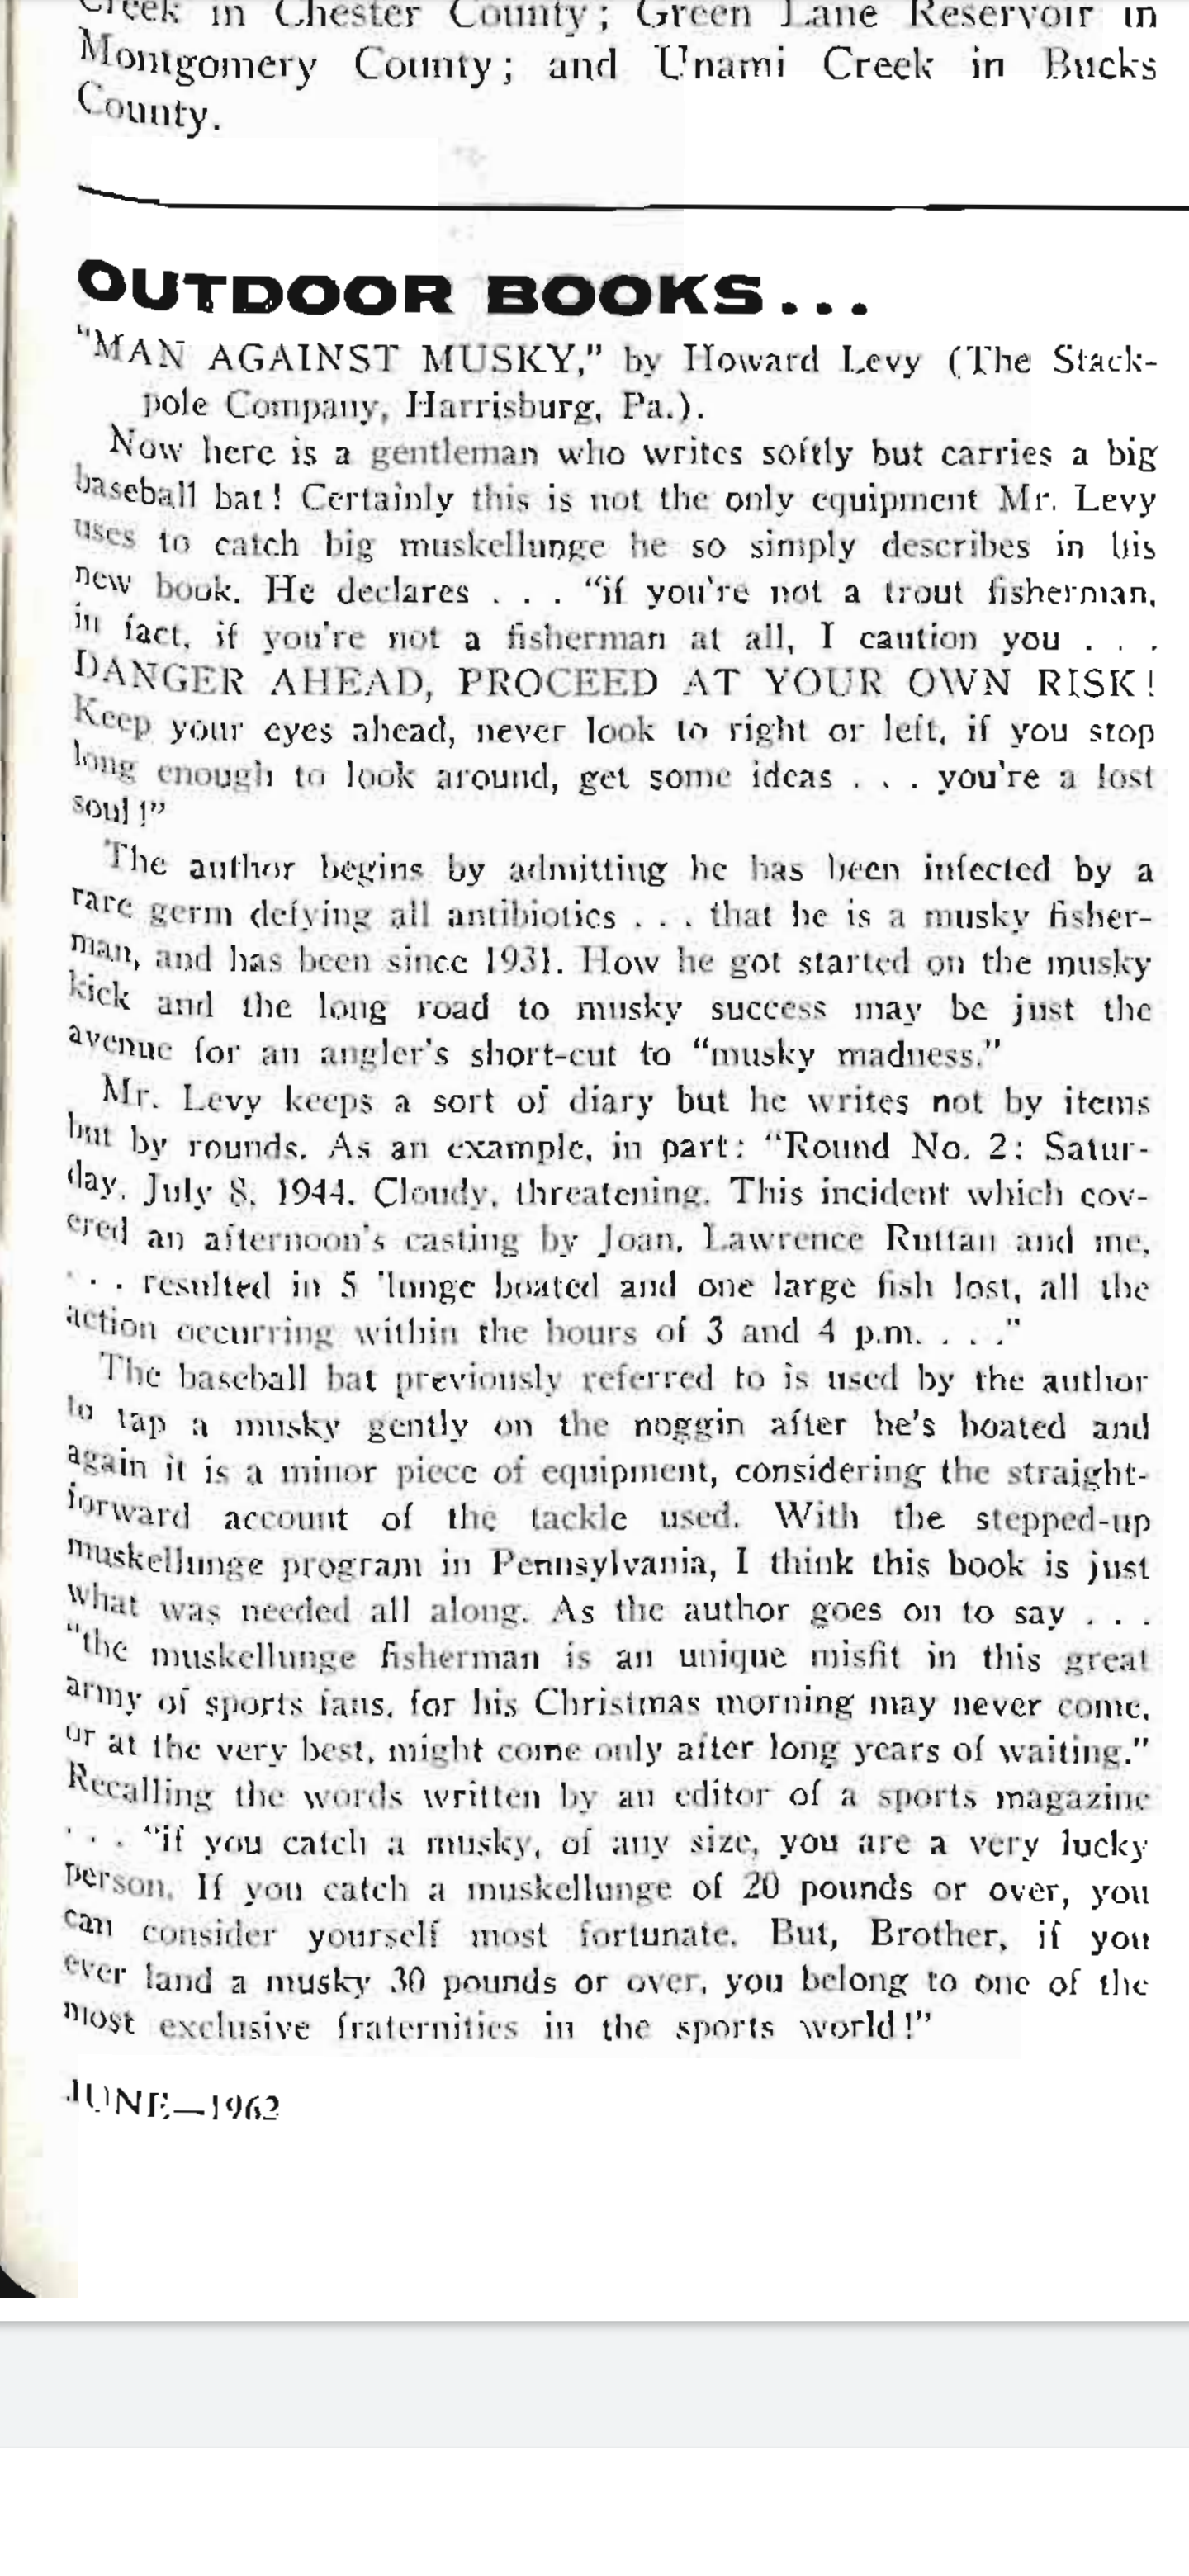 Creek in Chester County; Green Lane Reservoir in
Montgomery County; and Unami Creek in Bucks
County.
OUTDOOR BOOKS...
"MAN AGAINST MUSKY," by Howard Levy (The Stack-
pole Company, Harrisburg, Pa.).
Now here is a gentleman who writes softly but carries a big
baseball bat! Certainly this is not the only equipment Mr. Levy
uses to catch big muskellunge he so simply describes in his
new book. He declares . . . "if you're not a trout fisherman,
in fact, if you're not a fisherman at all, I caution you . . .
DANGER AHEAD, PROCEED AT YOUR OWN RISK!
Keep your eyes ahead, never look to right or left, if you stop
long enough to look around, get some ideas . . . you're a lost
soul!"
The author begins by admitting he has been infected by a
rare germ defying all antibiotics . . . that he is a musky fisher-
man, and has been since 1931. How he got started on the musky
kick and the long road to musky success may be just the
avenue for an angler's short-cut to "musky madness."
Mr. Levy keeps a sort of diary but he writes not by items
but by rounds. As an example, in part: "Round No. 2: Satur-
day, July 8, 1944. Cloudy, threatening. This incident which cov-
ered an afternoon's casting by Joan, Lawrence Ruttan and me,
. . . resulted in 5 'lunge boated and one large fish lost, all the
action occurring within the hours of 3 and 4 p.m. . . ."
The baseball bat previously referred to is used by the author
to tap a musky gently on the noggin after he's boated and
again it is a minor piece of equipment, considering the straight-
forward account of the tackle used. With the stepped-up
muskellunge program in Pennsylvania, I think this book is just
what was needed all along. As the author goes on to say . . .
"the muskellunge fisherman is an unique misfit in this great
army of sports fans, for his Christmas morning may never come,
or at the very best, might come only after long years of waiting."
Recalling the words written by an editor of a sports magazine
. . . "if you catch a musky, of any size, you are a very lucky
person. If you catch a muskellunge of 20 pounds or over, you
can consider yourself most fortunate. But, Brother, if you
ever land a musky 30 pounds or over, you belong to one of the
most exclusive fraternities in the sports world!"
JUNE—1962